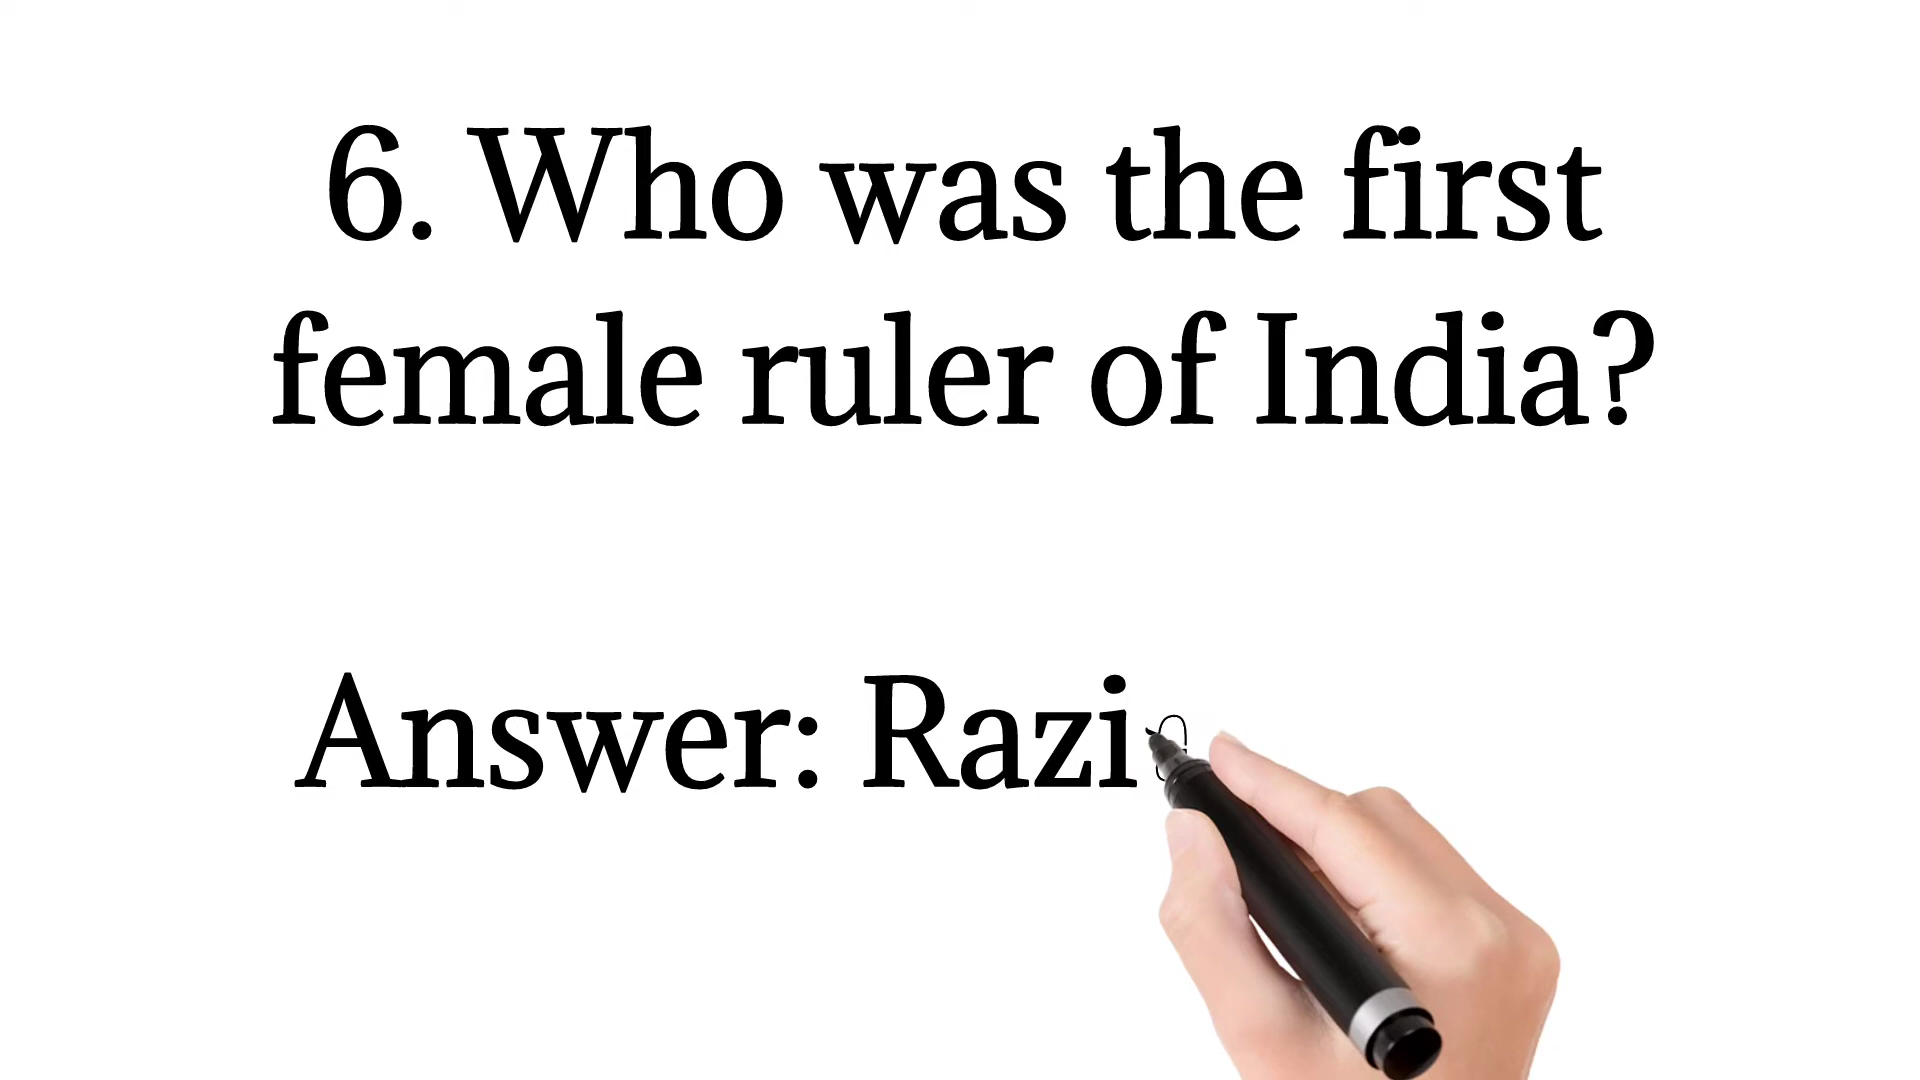 6. Who was the first
female ruler of India?
Answer: Razi